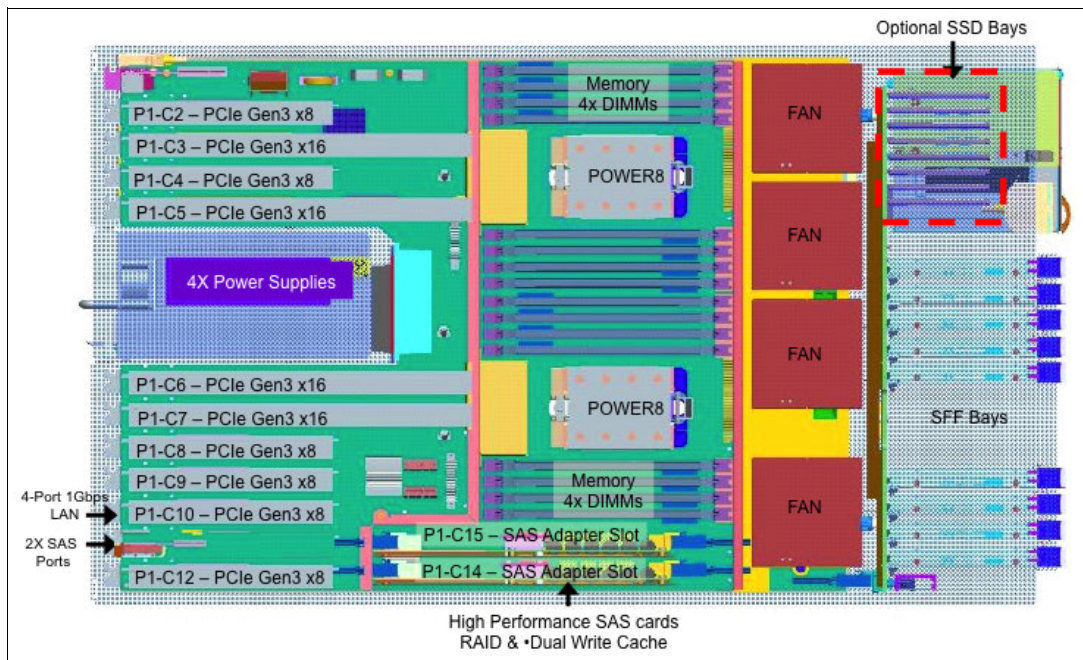 Optional SSD Bays
Memory
4x DIMMs
FAN
P1-C2 – PCIe Gen3 x8
P1-C3 – PCIe Gen3 x16
P1-C4 – PCIe Gen3 x8
P1-C5 – PCIe Gen3 x16
POWER8
FAN
4X Power Supplies
FAN
P1-C6 – PCIe Gen3 x16
P1-C7 – PCIe Gen3 x16
P1-C8 – PCIe Gen3 x8
P1-C9 – PCIe Gen3 x8
P1-C10 – PCIe Gen3 x8
P1-C12 – PCIe Gen3 x8
POWER8
SFF Bays
Memory
4x DIMMs
FAN
4-Port 1Gbps
LAN
2X SAS
Ports
P1-C15 – SAS Adapter Slot
P1-C14 – SAS Adapter Slot
High Performance SAS cards
RAID & •Dual Write Cache